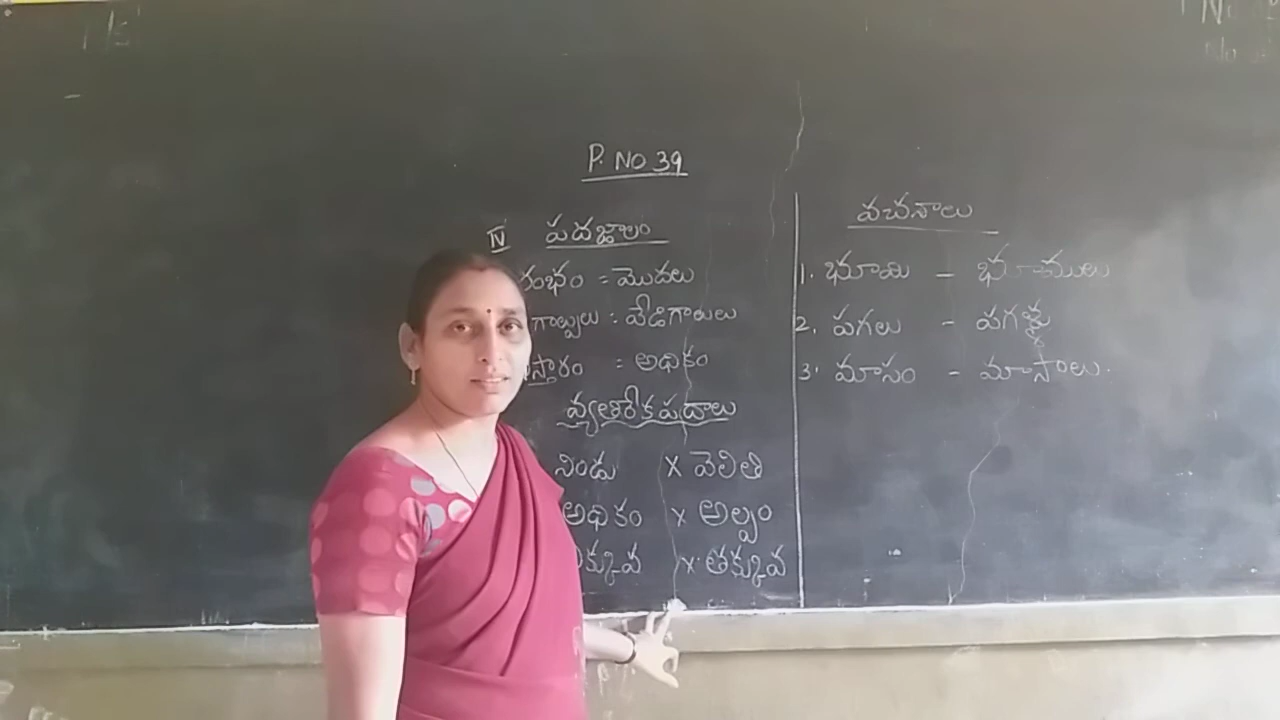 P. NO 39
IV పదజాలం
రంభం = మొదలు
గాల్పులు = వేడిగాలులు
స్తారం = అధికం
వ్యతిరేకపదాలు
నిండు x వెలితి
అధికం x అల్పం
క్కువ x తక్కువ
వచనాలు
1. భూమి - భూములు
2. పగలు - పగళ్ళు
3. మాసం - మాసాలు.